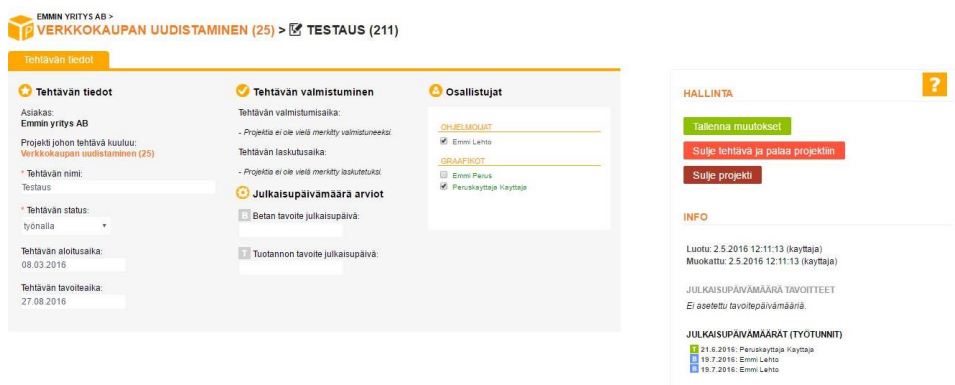 EMMIN YRITYS AB >
VERKKOKAUPAN UUDISTAMINEN (25) > TESTAUS (211)
Tehtävän tiedot
Tehtävän tiedot
Asiakas:
Emmin yritys AB
Projekti johon tehtävä kuuluu:
Verkkokaupan uudistaminen (25)
* Tehtävän nimi:
Testaus
* Tehtävän status:
työnalla
Tehtävän aloitusaika:
08.03.2016
Tehtävän tavoiteaika:
27.08.2016
Tehtävän valmistuminen
Tehtävän valmistumisaika:
- Projektia ei ole vielä merkitty valmistuneeksi.
Tehtävän laskutusaika:
- Projektia ei ole vielä merkitty laskutetuksi.
Julkaisupäivämäärä arviot
B Betan tavoite julkaisupäivä:
T Tuotannon tavoite julkaisupäivä:
Osallistujat
OHJELMOIJAT
Emmi Lehto
GRAAFIKOT
Emmi Perus
Peruskayttaja Kayttaja
HALLINTA
?
Tallenna muutokset
Sulje tehtävä ja palaa projektiin
Sulje projekti
INFO
Luotu: 2.5.2016 12:11:13 (kayttaja)
Muokattu: 2.5.2016 12:11:13 (kayttaja)
JULKAISUPÄIVÄMÄÄRÄ TAVOITTEET
Ei asetettu tavoitepäivämääriä.
JULKAISUPÄIVÄMÄÄRÄT (TYÖTUNNIT)
T 21.6.2016: Peruskayttaja Kayttaja
B 19.7.2016: Emmi Lehto
B 19.7.2016: Emmi Lehto